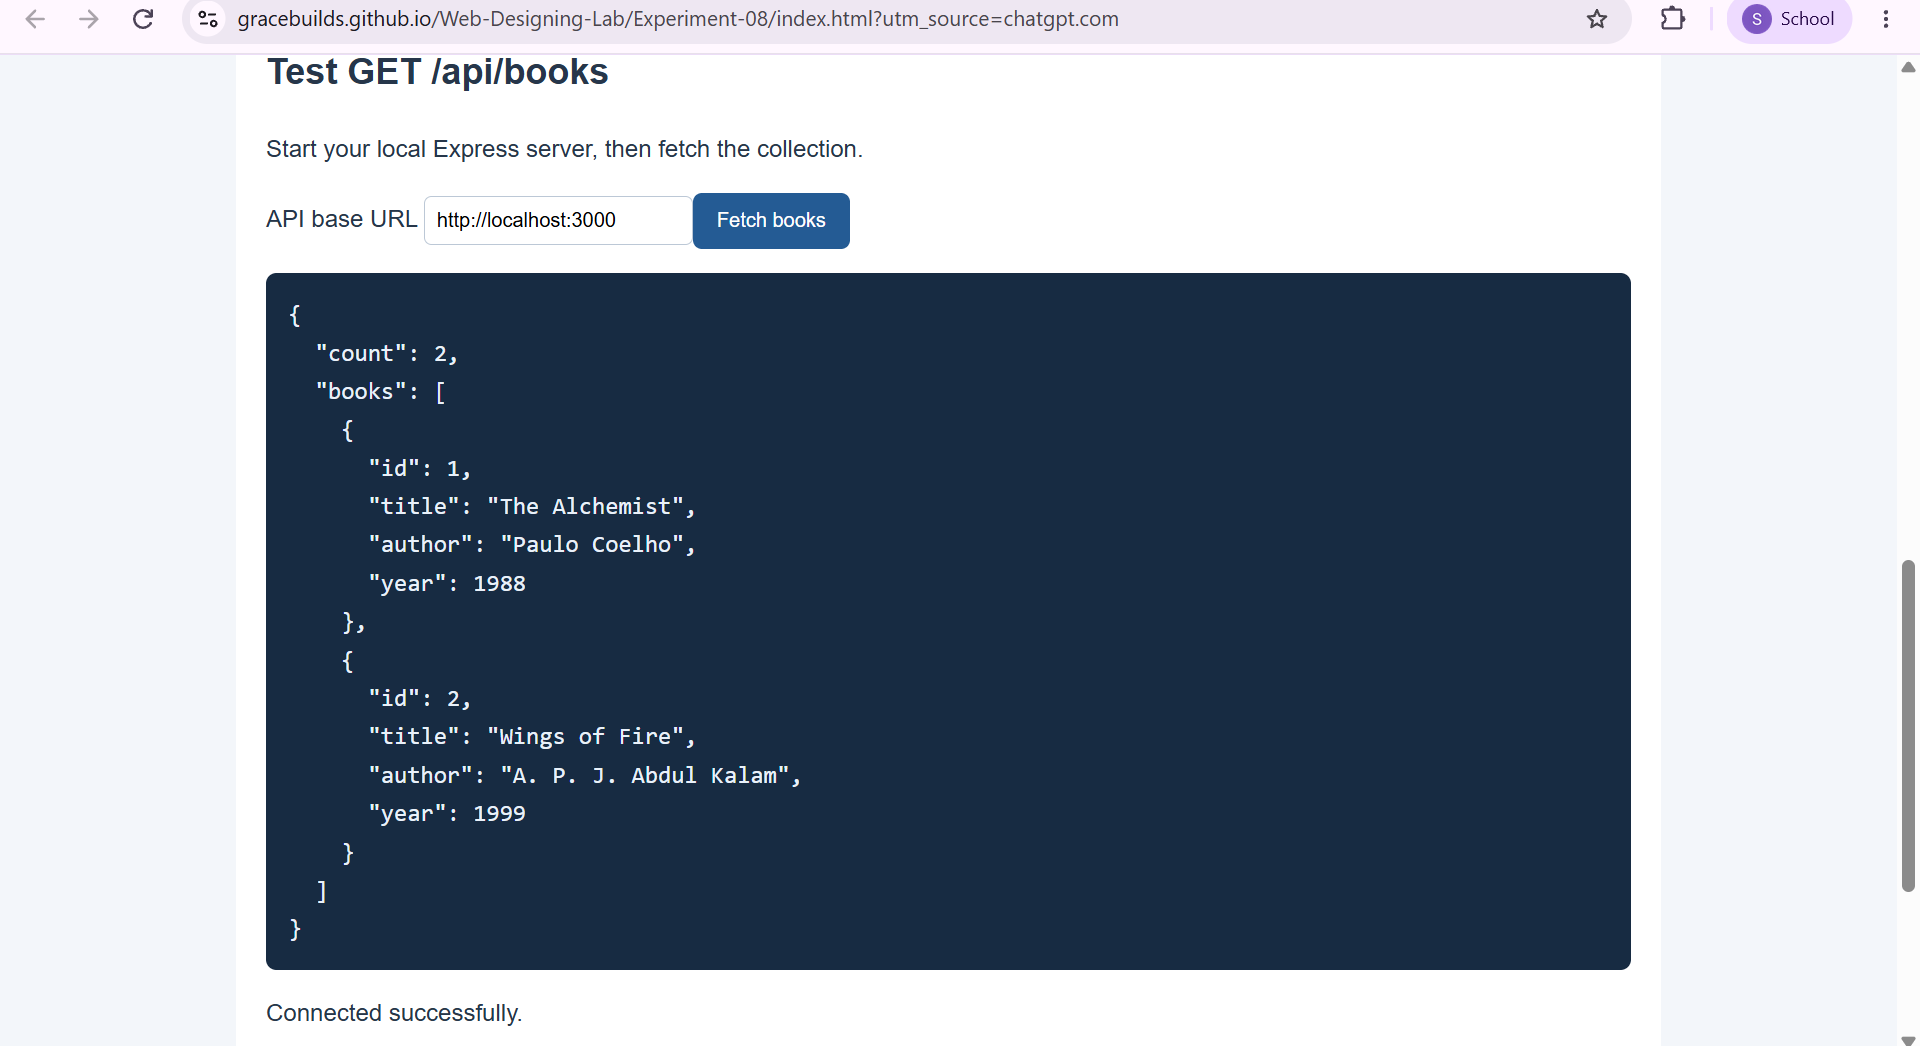 gracebuilds.github.io/Web-Designing-Lab/Experiment-08/index.html?utm_source=chatgpt.com
S School
Test GET /api/books
Start your local Express server, then fetch the collection.
API base URL http://localhost:3000 Fetch books
{
  "count": 2,
  "books": [
    {
      "id": 1,
      "title": "The Alchemist",
      "author": "Paulo Coelho",
      "year": 1988
    },
    {
      "id": 2,
      "title": "Wings of Fire",
      "author": "A. P. J. Abdul Kalam",
      "year": 1999
    }
  ]
}
Connected successfully.